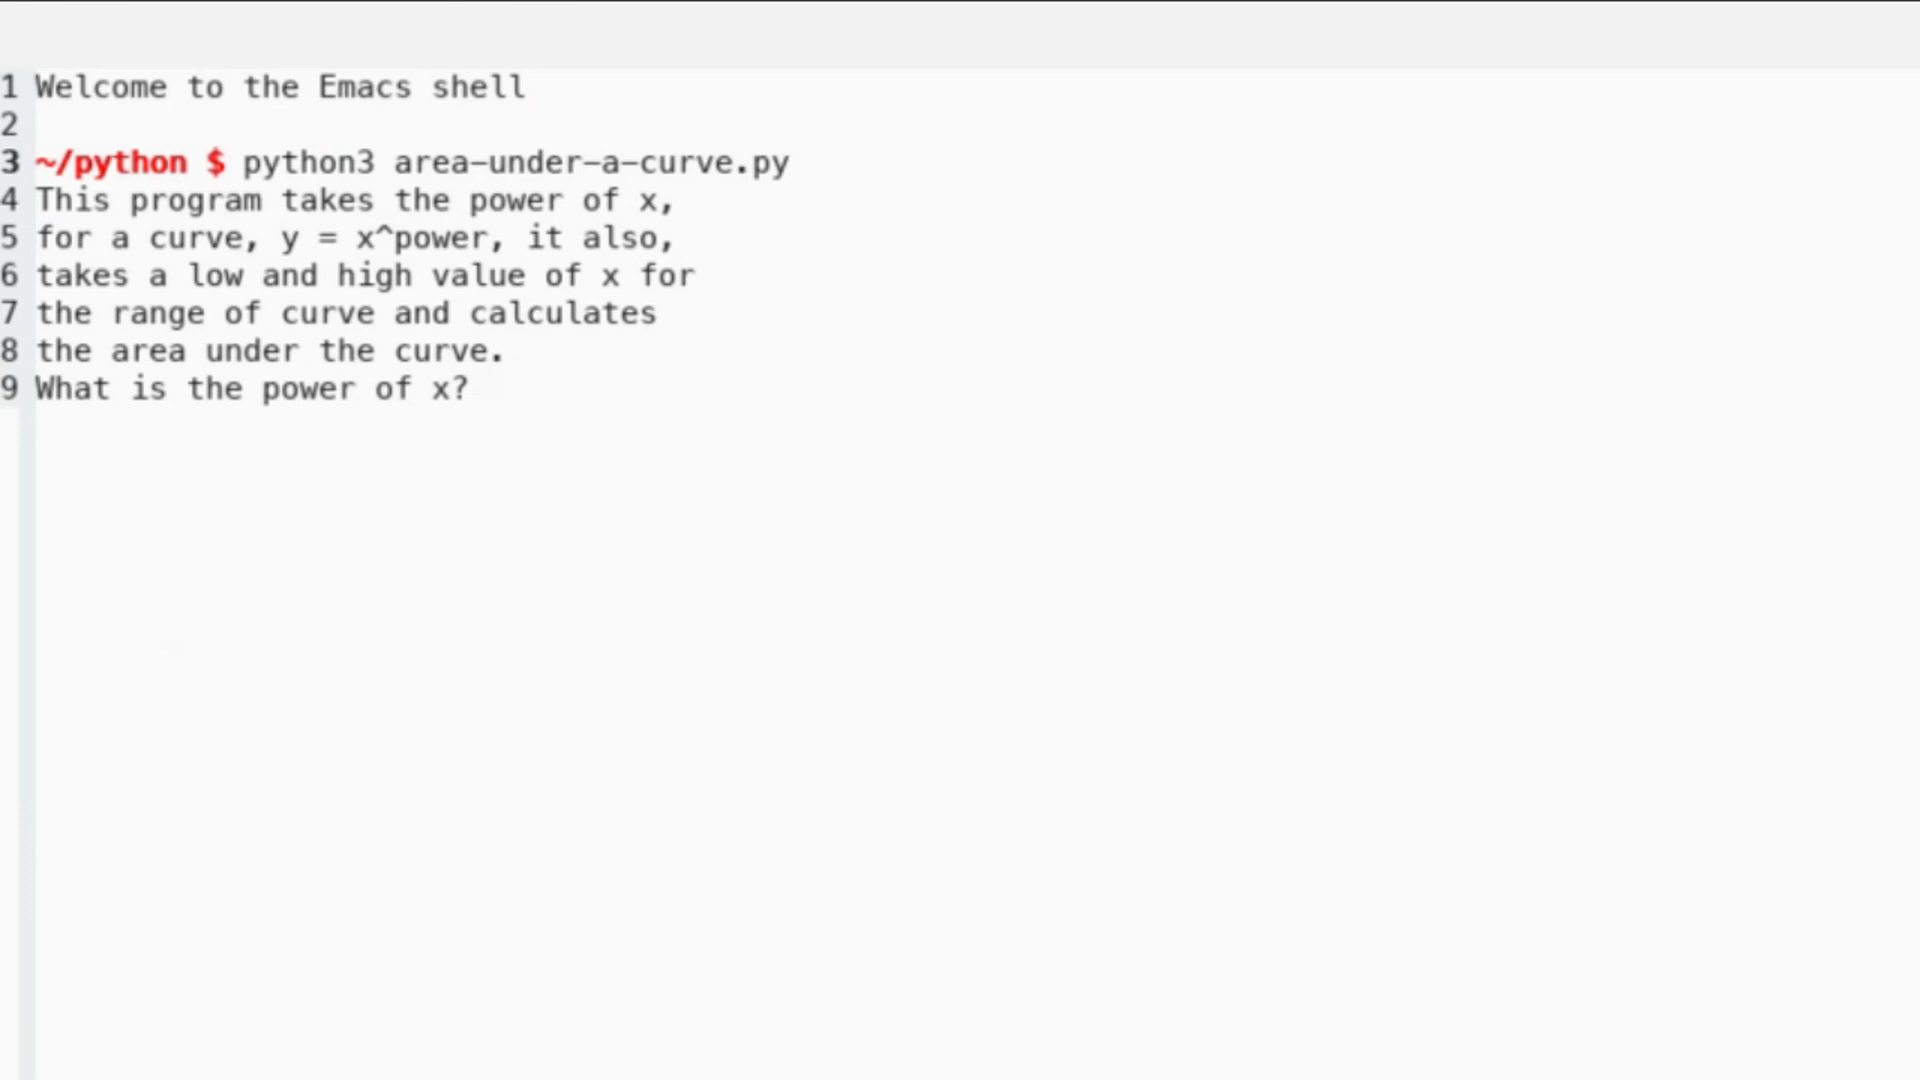 1 Welcome to the Emacs shell
2
3 ~/python $ python3 area-under-a-curve.py
4 This program takes the power of x,
5 for a curve, y = x^power, it also,
6 takes a low and high value of x for
7 the range of curve and calculates
8 the area under the curve.
9 What is the power of x?